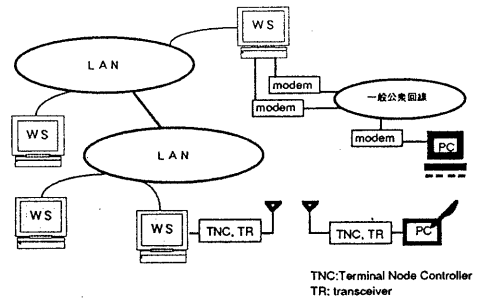 WS
LAN
modem
modem
一般公衆回線
WS
modem
PC
LAN
WS
WS
TNC, TR
TNC, TR
PC
TNC:Terminal Node Controller
TR: transceiver